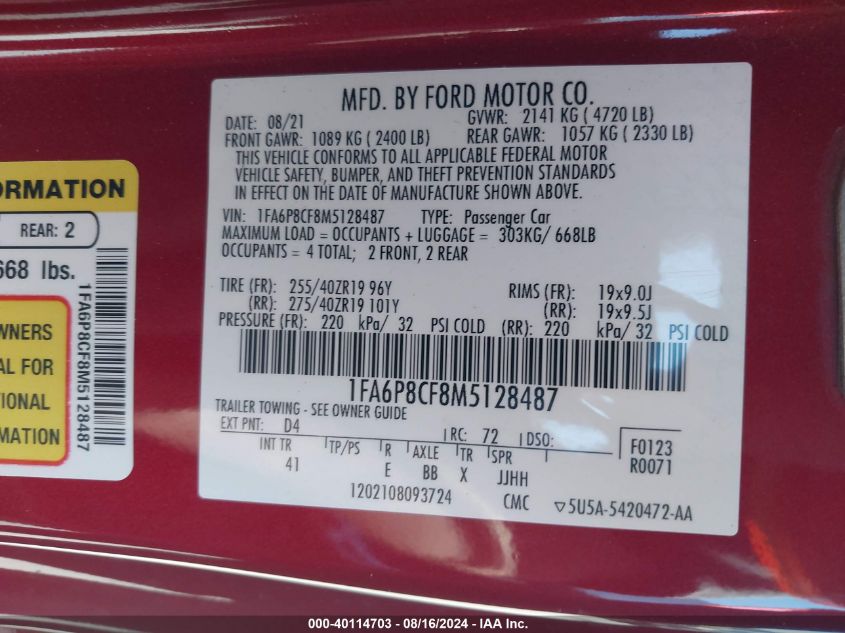 MFD. BY FORD MOTOR CO.
DATE: 08/21 GVWR: 2141 KG ( 4720 LB)
FRONT GAWR: 1089 KG ( 2400 LB) REAR GAWR: 1057 KG ( 2330 LB)
THIS VEHICLE CONFORMS TO ALL APPLICABLE FEDERAL MOTOR
VEHICLE SAFETY, BUMPER, AND THEFT PREVENTION STANDARDS
IN EFFECT ON THE DATE OF MANUFACTURE SHOWN ABOVE.
VIN: 1FA6P8CF8M5128487 TYPE: Passenger Car
MAXIMUM LOAD = OCCUPANTS + LUGGAGE = 303KG/ 668LB
OCCUPANTS = 4 TOTAL; 2 FRONT, 2 REAR
TIRE (FR): 255/40ZR19 96Y RIMS (FR): 19x9.0J
(RR): 275/40ZR19 101Y (RR): 19x9.5J
PRESSURE (FR): 220 kPa/ 32 PSI COLD (RR): 220 kPa/ 32 PSI COLD
1FA6P8CF8M5128487
TRAILER TOWING - SEE OWNER GUIDE
EXT PNT: D4 RC: 72 DSO: F0123
INT TR TP/PS R AXLE TR SPR R0071
41 E BB X JJHH
1202108093724 CMC ▽5U5A-5420472-AA
ORMATION
REAR: 2
668 lbs.
1FA6P8CF8M5128487
OWNERS
AL FOR
TIONAL
RMATION
000-40114703 - 08/16/2024 - IAA Inc.